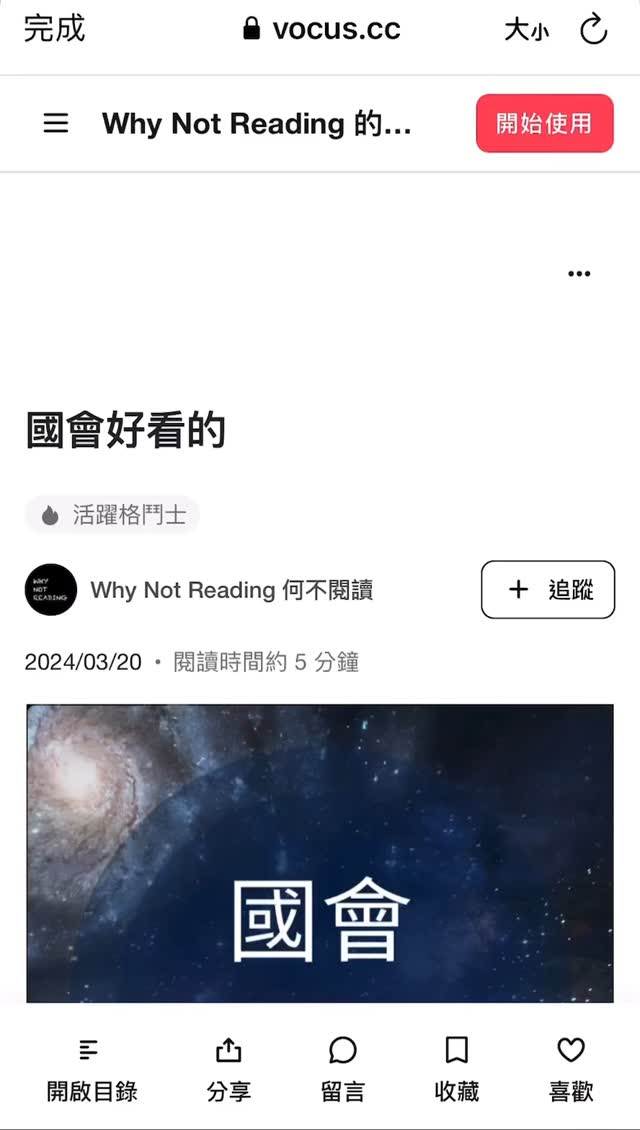 完成 vocus.cc 大小
Why Not Reading 的... 開始使用
國會好看的
活躍格鬥士
WHY
NOT
READING
Why Not Reading 何不閱讀 + 追蹤
2024/03/20 • 閱讀時間約 5 分鐘
國會
開啟目錄 分享 留言 收藏 喜歡